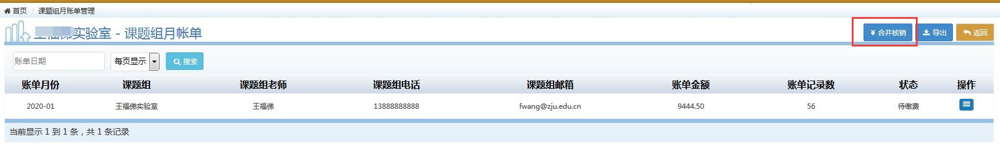 首页 / 课题组月账单管理
实验室 - 课题组月帐单
¥ 合并核销 导出 返回
账单日期 每页显示 搜索
账单月份 课题组 课题组老师 课题组电话 课题组邮箱 账单金额 账单记录数 状态 操作
2020-01 王福俤实验室 王福俤 13888888888 fwang@zju.edu.cn 9444.50 56 待缴费
当前显示 1 到 1 条，共 1 条记录